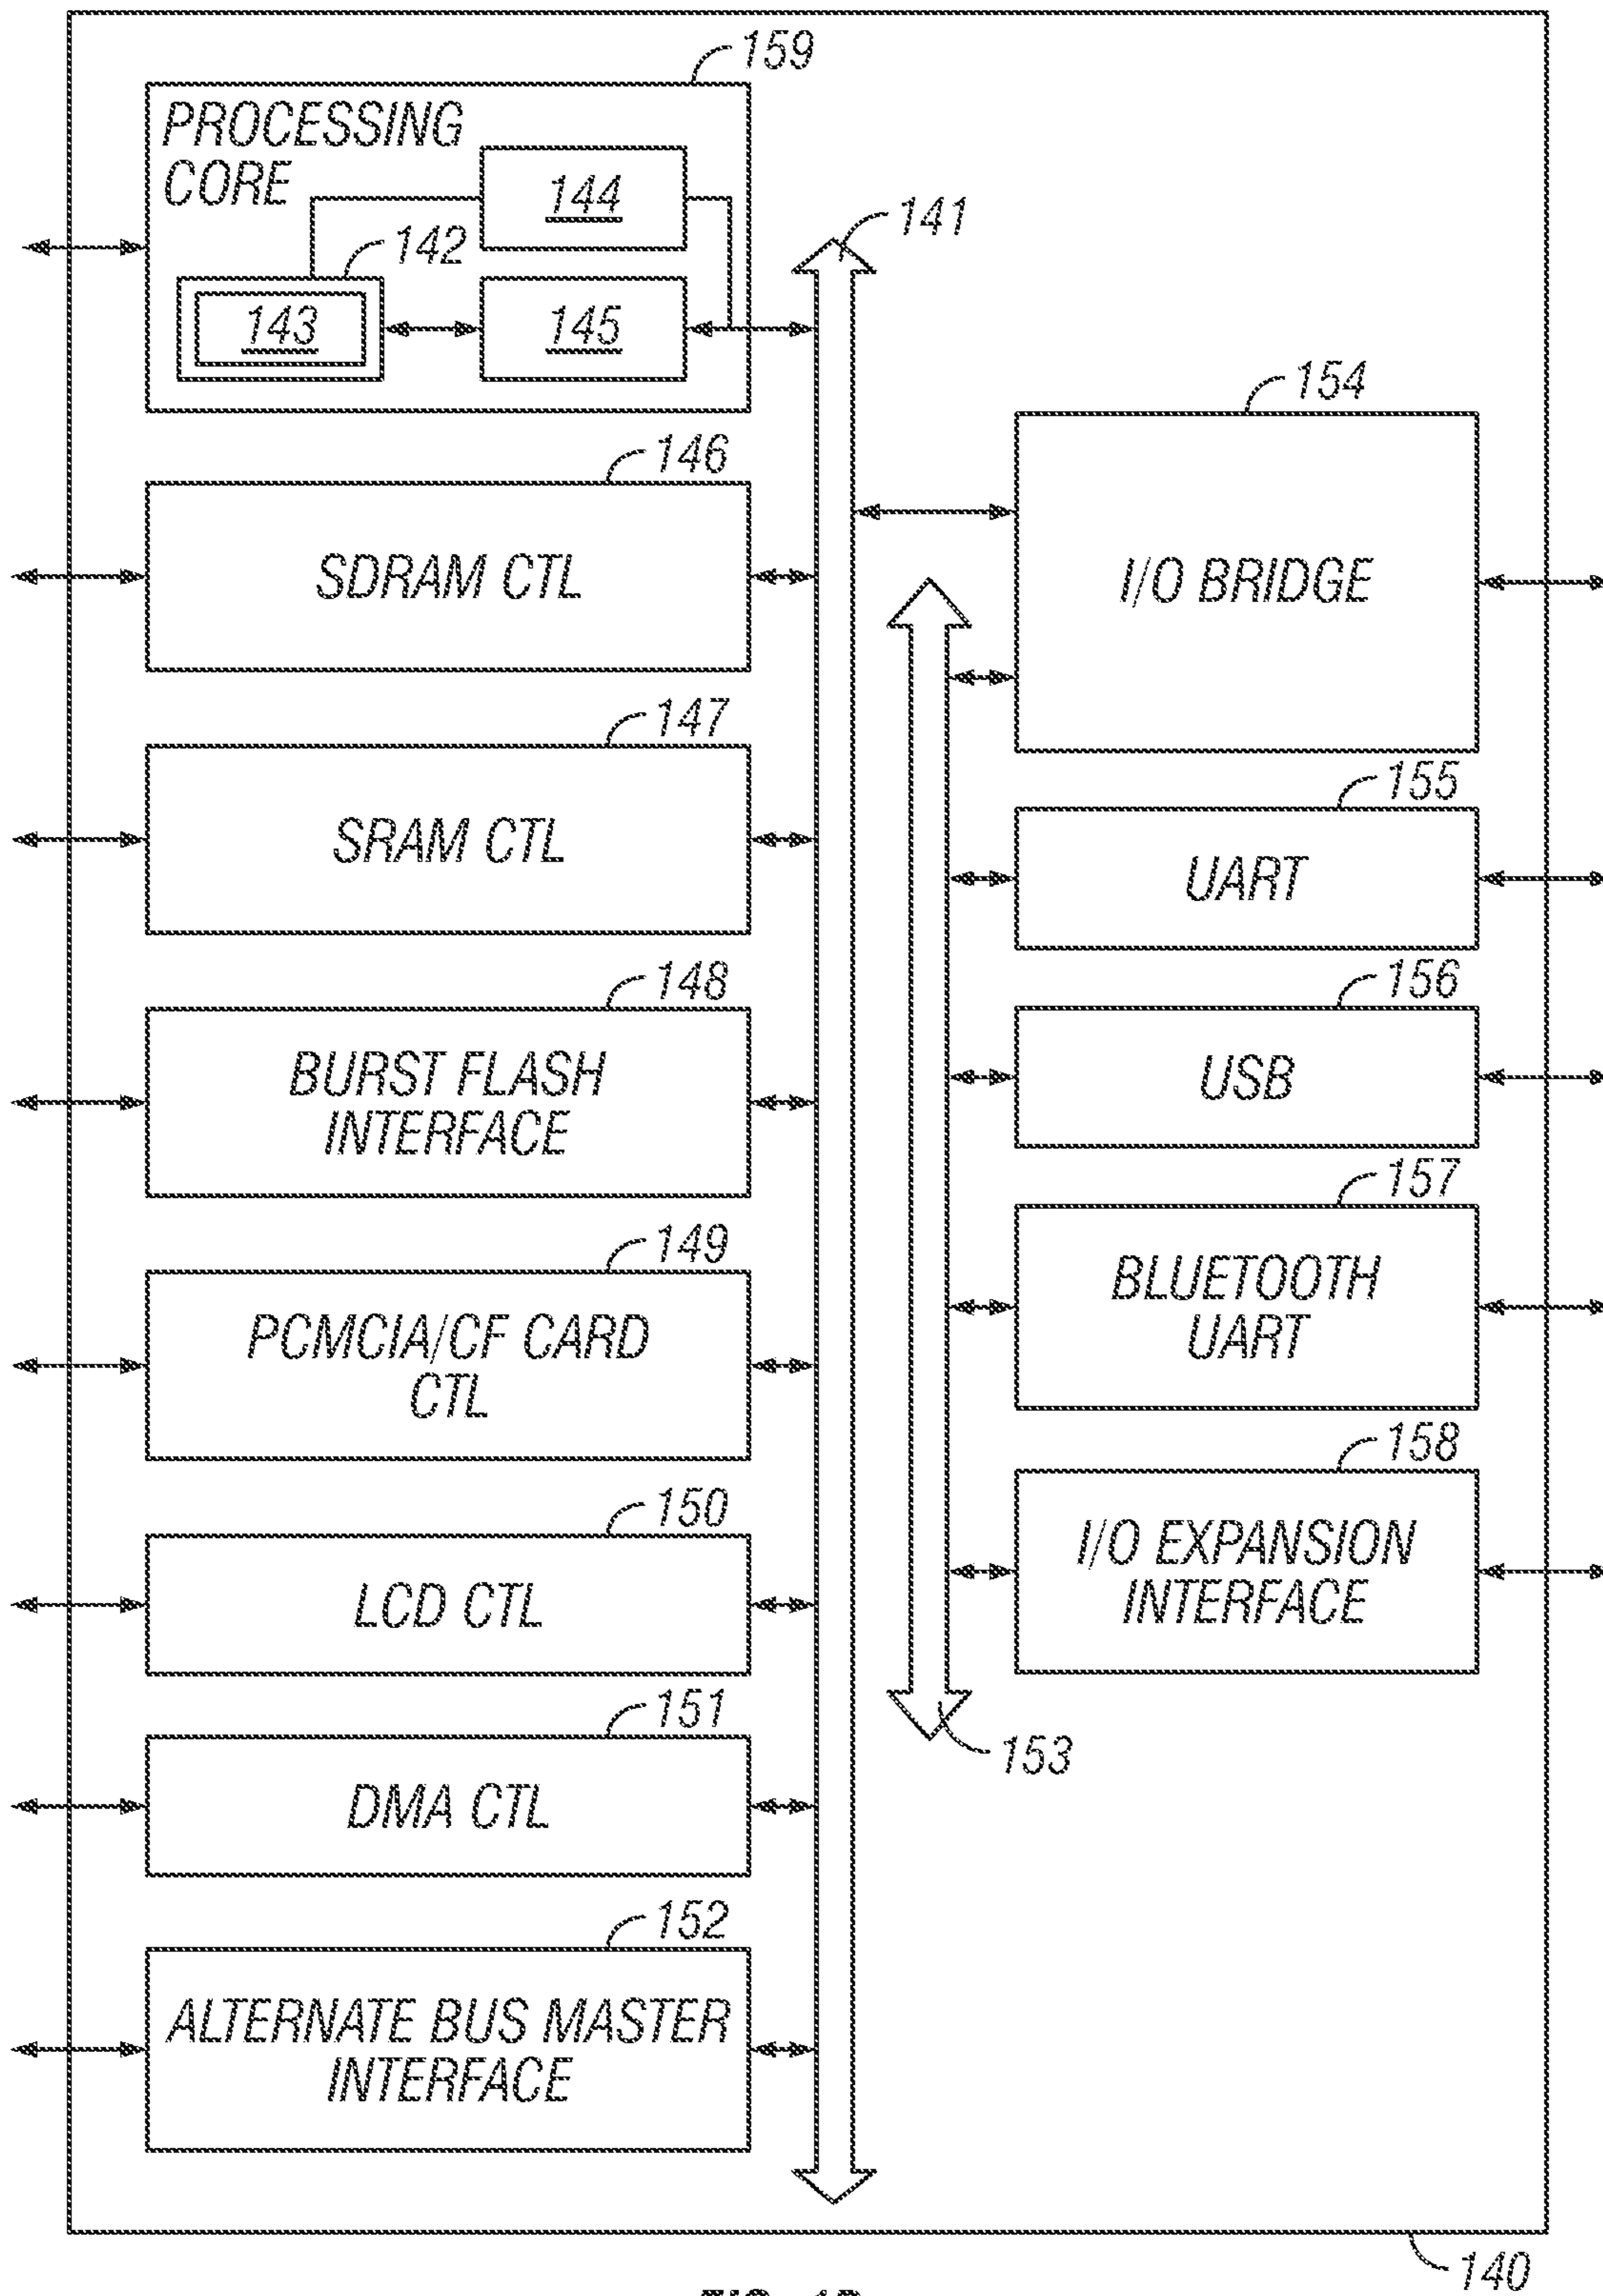 159
PROCESSING
CORE
144
142
143
145
141
154
I/O BRIDGE
146
SDRAM CTL
147
SRAM CTL
155
UART
148
BURST FLASH
INTERFACE
156
USB
149
PCMCIA/CF CARD
CTL
157
BLUETOOTH
UART
150
LCD CTL
158
I/O EXPANSION
INTERFACE
151
DMA CTL
153
152
ALTERNATE BUS MASTER
INTERFACE
140